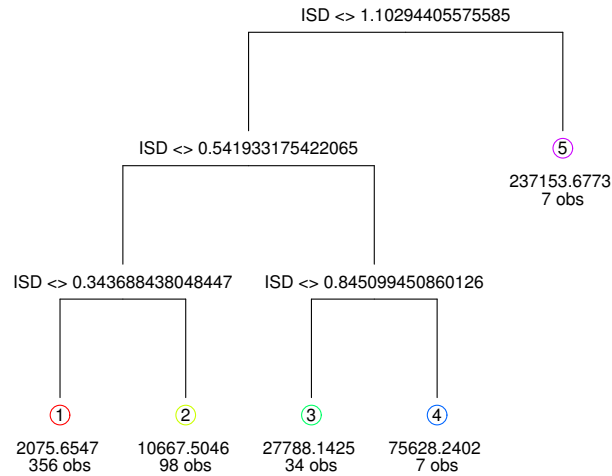 ISD <> 1.10294405575585
ISD <> 0.541933175422065
5
237153.6773
7 obs
ISD <> 0.343688438048447
ISD <> 0.845099450860126
1
2
3
4
2075.6547
10667.5046
27788.1425
75628.2402
356 obs
98 obs
34 obs
7 obs